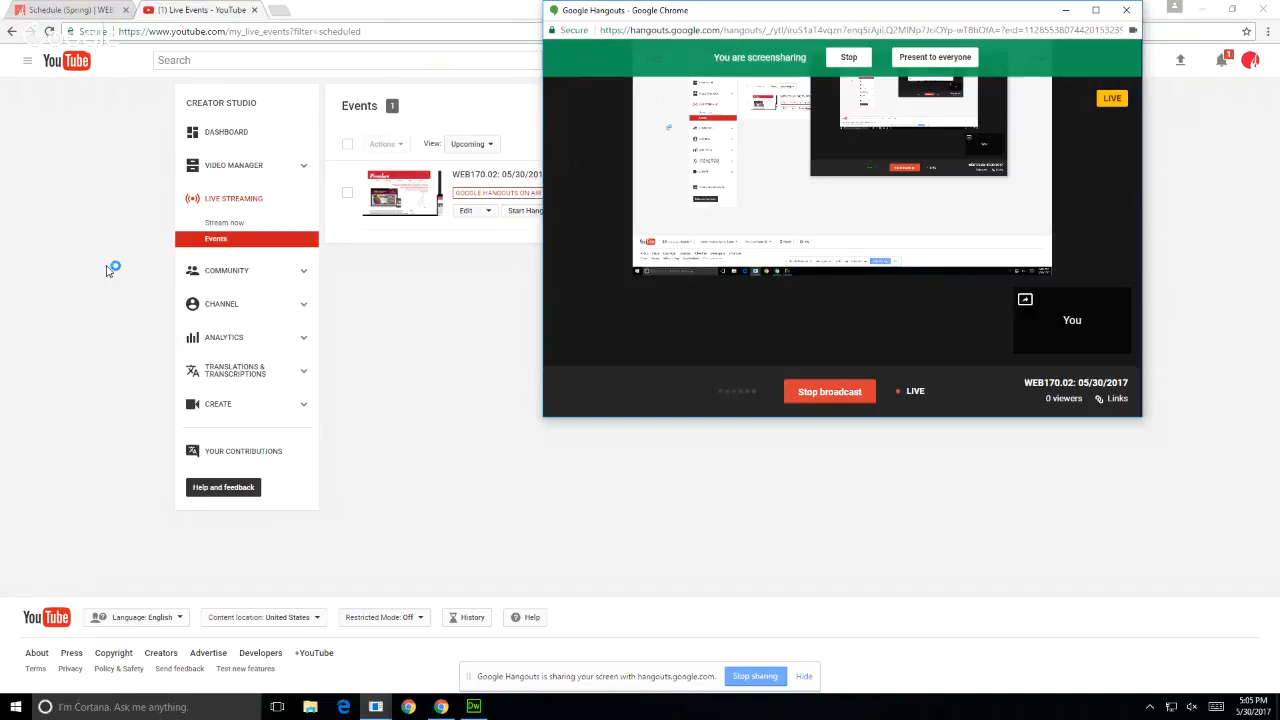 Google Hangouts - Google Chrome
Schedule (Spring) | WEB
(1) Live Events - YouTube
Secure
https://www.youtube.com/my_live_events?filter=schedul
Secure
You are screensharing
Stop
Present to everyone
YouTube
Search
1
LIVE
CREATOR STUDIO
Events 1
DASHBOARD
Actions
View:
Upcoming
VIDEO MANAGER
WEB170.02: 05/30/201
GOOGLE HANGOUTS ON AIR
LIVE STREAMING
Edit
Start Hang
Stream now
Events
COMMUNITY
CHANNEL
You
ANALYTICS
TRANSLATIONS &
TRANSCRIPTIONS
CREATE
Stop broadcast
LIVE
WEB170.02: 05/30/2017
0 viewers
Links
YOUR CONTRIBUTIONS
Help and feedback
YouTube
Language: English
Content location: United States
Restricted Mode: Off
History
Help
About Press Copyright Creators Advertise Developers +YouTube
Terms Privacy Policy & Safety Send feedback Test new features
Google Hangouts is sharing your screen with hangouts.google.com.
Stop sharing
Hide
I'm Cortana. Ask me anything.
Dw
5:05 PM
5/30/2017